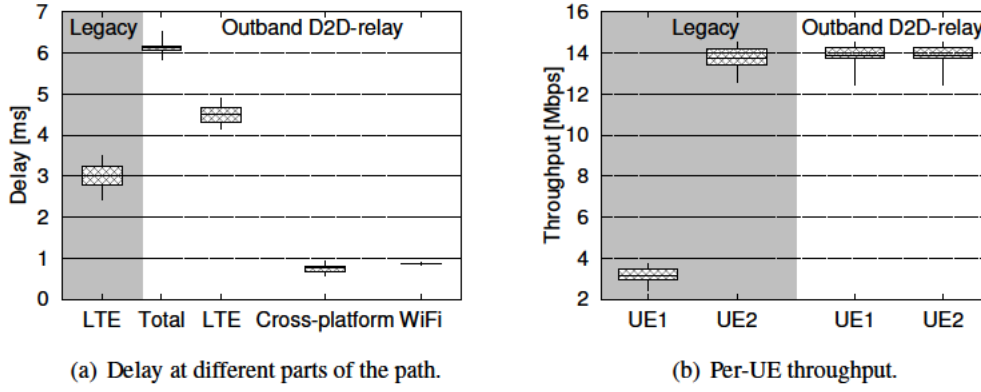 Legacy Outband D2D-relay
7
6
5
4
3
2
1
0
Delay [ms]
LTE Total LTE Cross-platform WiFi
(a) Delay at different parts of the path.
Legacy Outband D2D-relay
16
14
12
10
8
6
4
2
Throughput [Mbps]
UE1 UE2 UE1 UE2
(b) Per-UE throughput.